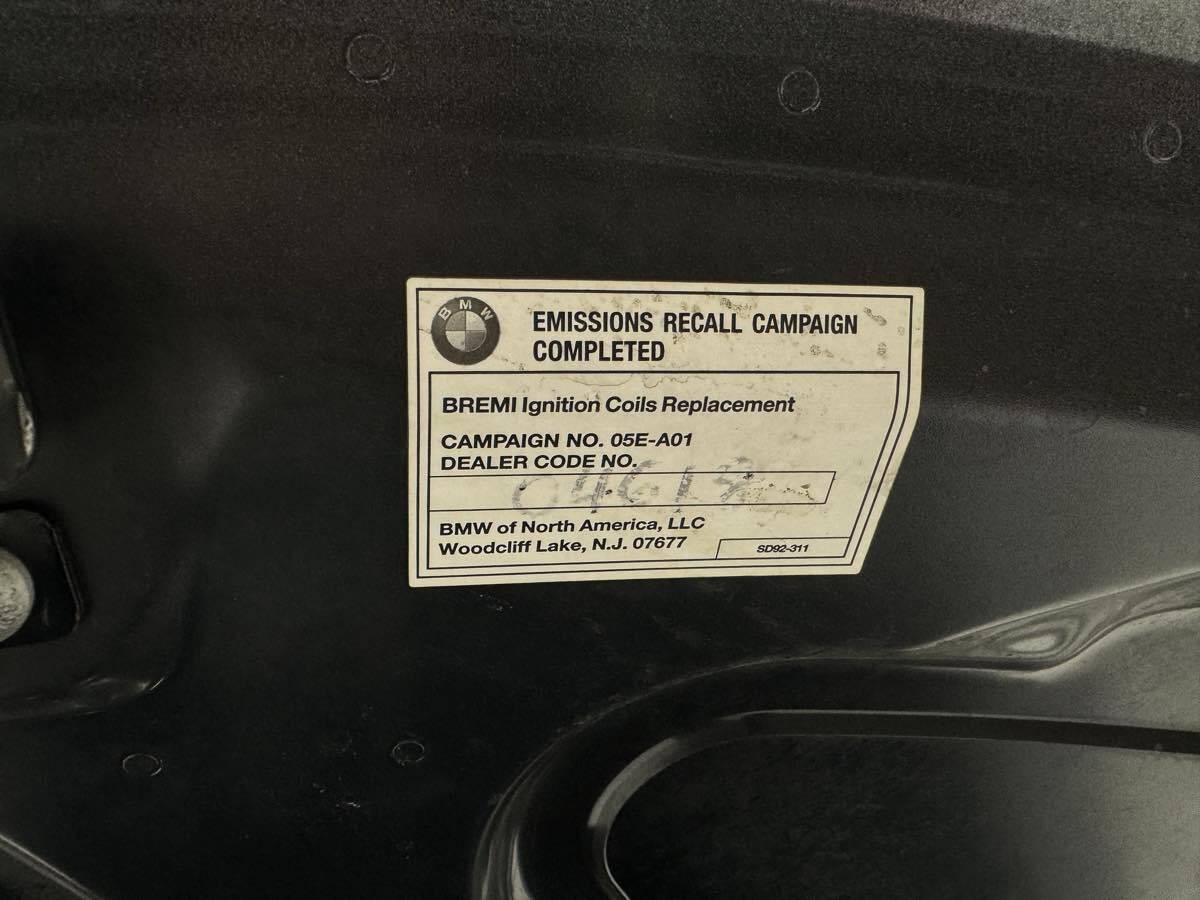 BMW
EMISSIONS RECALL CAMPAIGN
COMPLETED
BREMI Ignition Coils Replacement
CAMPAIGN NO. 05E-A01
DEALER CODE NO.
BMW of North America, LLC
Woodcliff Lake, N.J. 07677
SD92-311